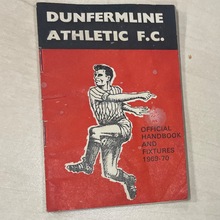 DUNFERMLINE
ATHLETIC F.C.
OFFICIAL
HANDBOOK
AND
FIXTURES
1969-70